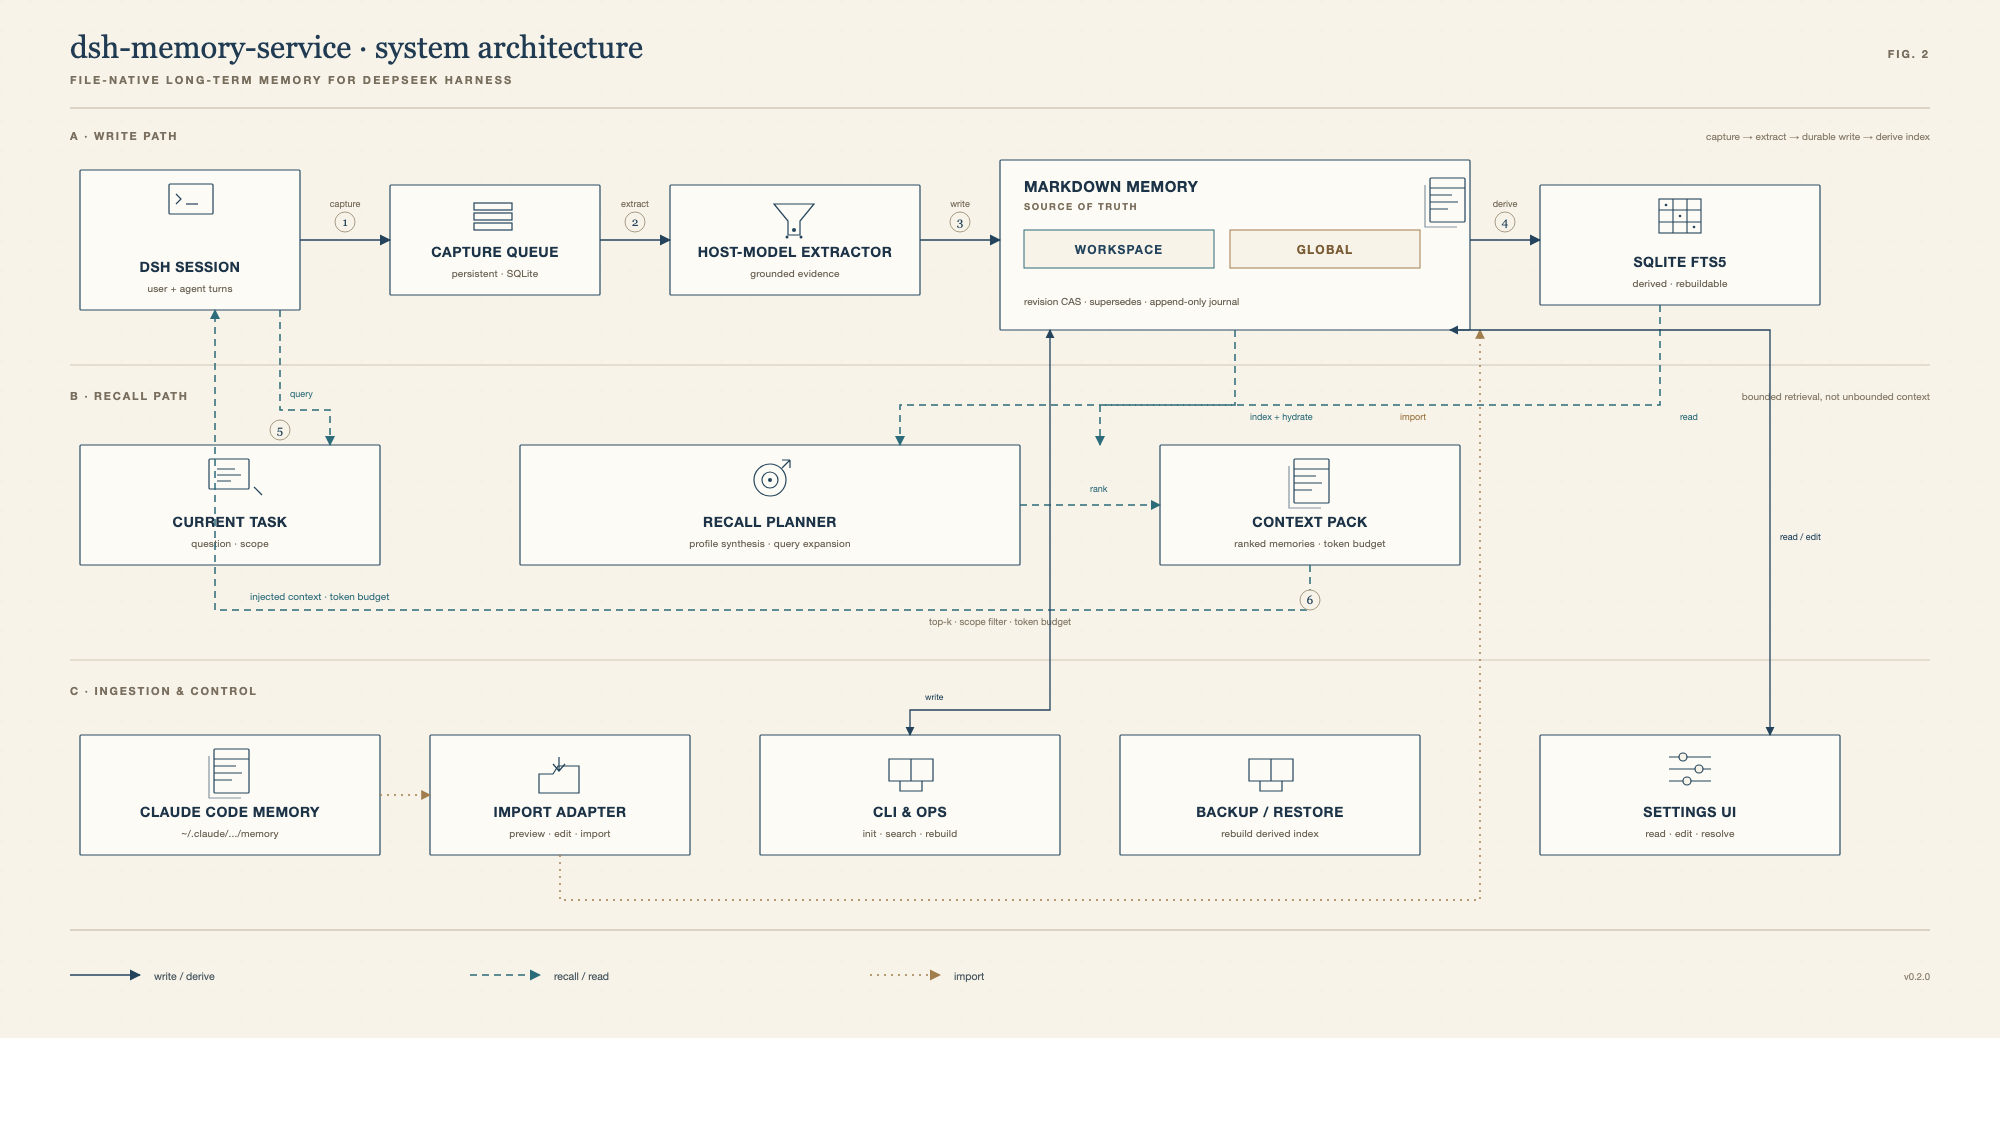 dsh-memory-service · system architecture
FIG. 2
FILE-NATIVE LONG-TERM MEMORY FOR DEEPSEEK HARNESS
A · WRITE PATH
capture → extract → durable write → derive index
DSH SESSION
user + agent turns
capture
1
CAPTURE QUEUE
persistent · SQLite
extract
2
HOST-MODEL EXTRACTOR
grounded evidence
write
3
MARKDOWN MEMORY
SOURCE OF TRUTH
WORKSPACE
GLOBAL
revision CAS · supersedes · append-only journal
derive
4
SQLITE FTS5
derived · rebuildable
B · RECALL PATH
bounded retrieval, not unbounded context
query
5
index + hydrate
import
read
CURRENT TASK
question · scope
RECALL PLANNER
profile synthesis · query expansion
rank
CONTEXT PACK
ranked memories · token budget
read / edit
injected context · token budget
6
top-k · scope filter · token budget
C · INGESTION & CONTROL
write
CLAUDE CODE MEMORY
~/.claude/.../memory
IMPORT ADAPTER
preview · edit · import
CLI & OPS
init · search · rebuild
BACKUP / RESTORE
rebuild derived index
SETTINGS UI
read · edit · resolve
write / derive
recall / read
import
v0.2.0